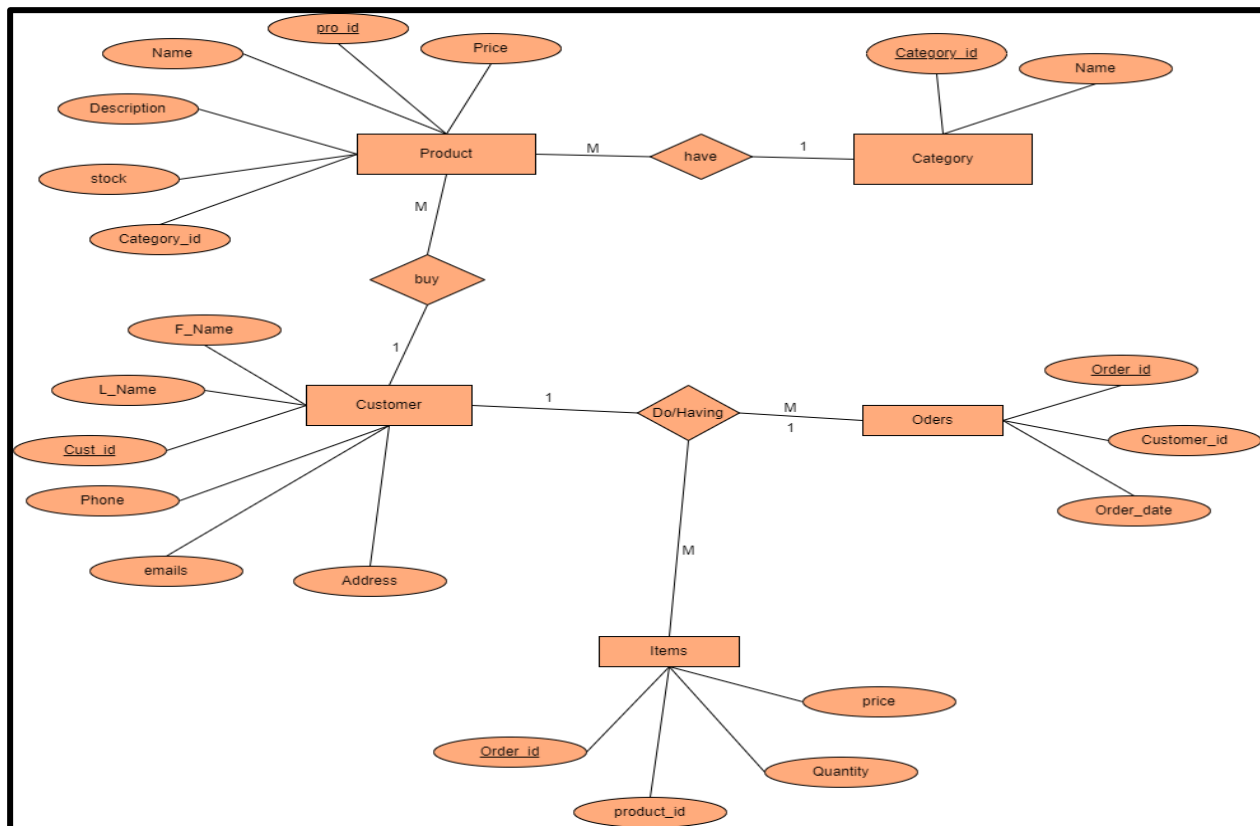 pro_id
Price
Name
Category_id
Name
Description
Product
M
have
1
Category
stock
M
Category_id
buy
F_Name
1
Order_id
L_Name
Customer
1
Do/Having
M
1
Oders
Customer_id
Cust_id
Phone
Order_date
M
emails
Address
Items
price
Order_id
Quantity
product_id